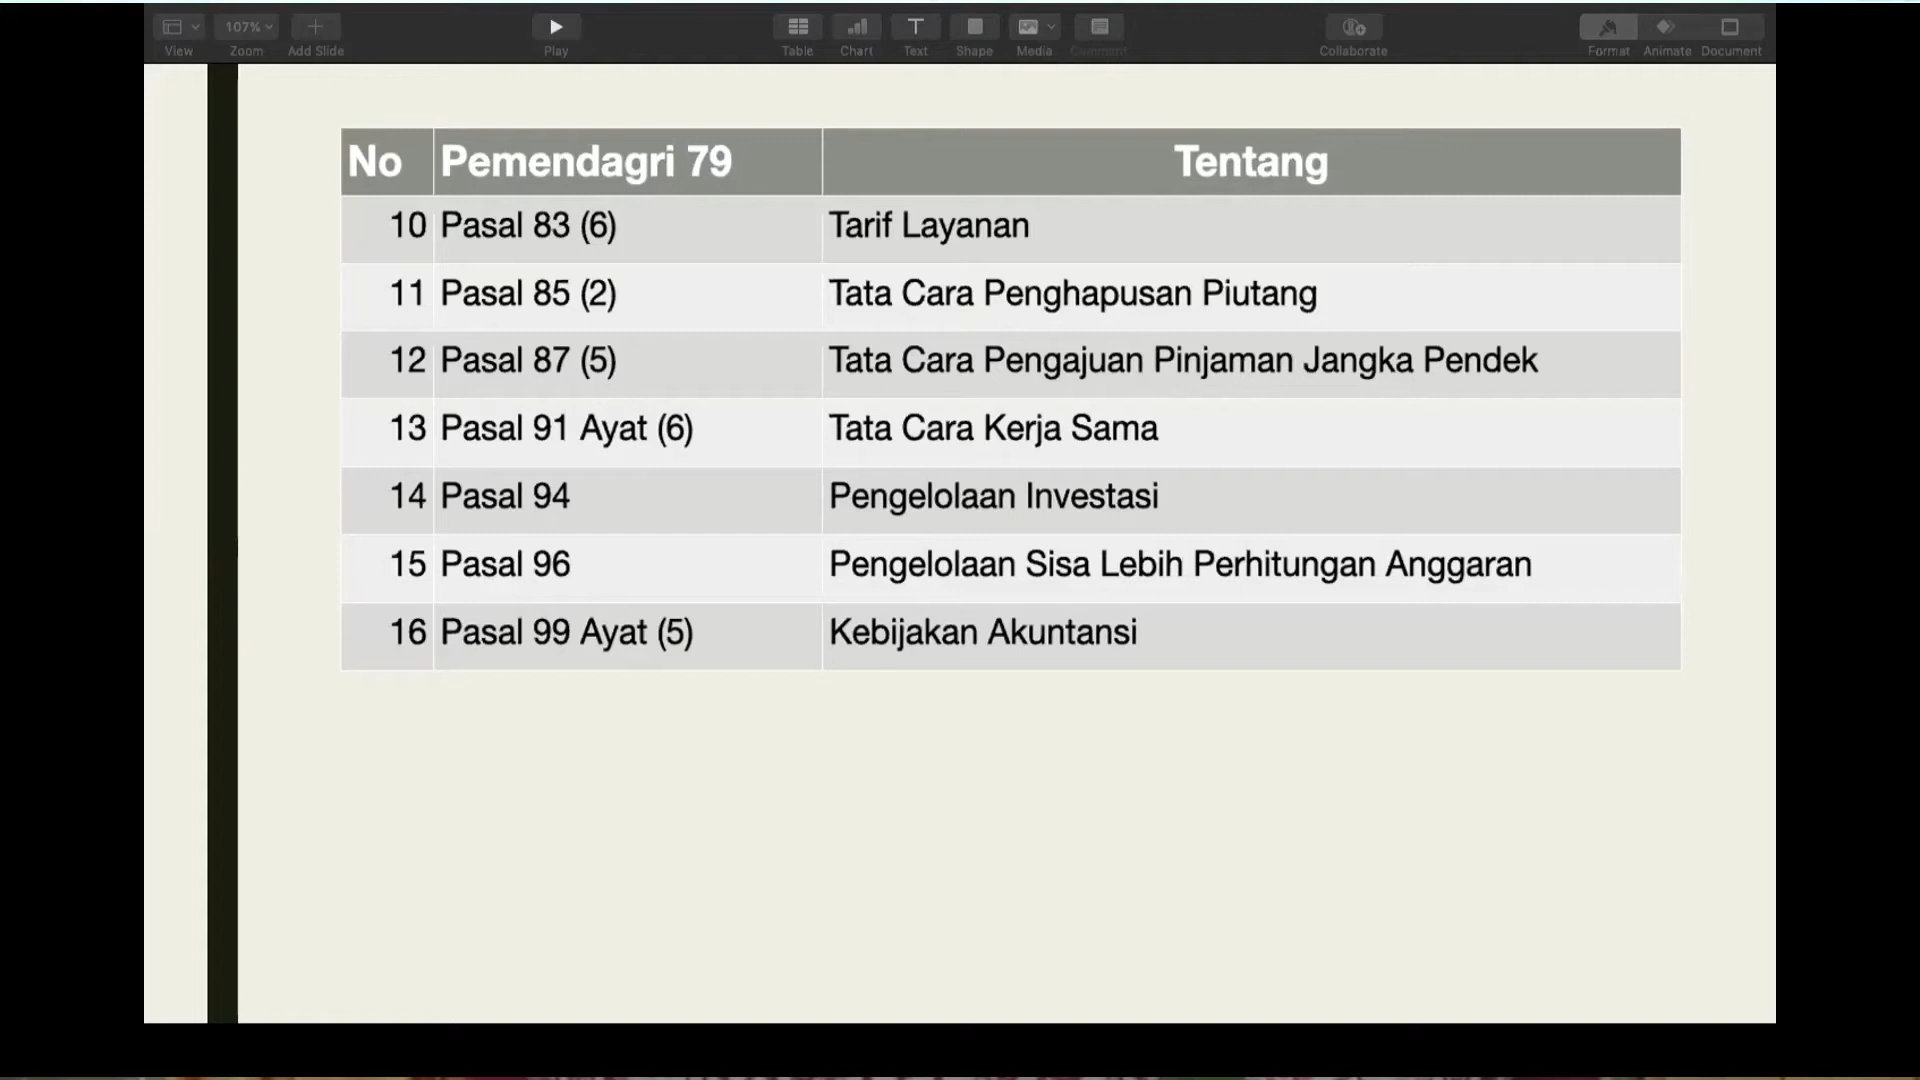 107%
View Zoom Add Slide Play Table Chart Text Shape Media Comment Collaborate Format Animate Document
No Pemendagri 79 Tentang
10 Pasal 83 (6) Tarif Layanan
11 Pasal 85 (2) Tata Cara Penghapusan Piutang
12 Pasal 87 (5) Tata Cara Pengajuan Pinjaman Jangka Pendek
13 Pasal 91 Ayat (6) Tata Cara Kerja Sama
14 Pasal 94 Pengelolaan Investasi
15 Pasal 96 Pengelolaan Sisa Lebih Perhitungan Anggaran
16 Pasal 99 Ayat (5) Kebijakan Akuntansi